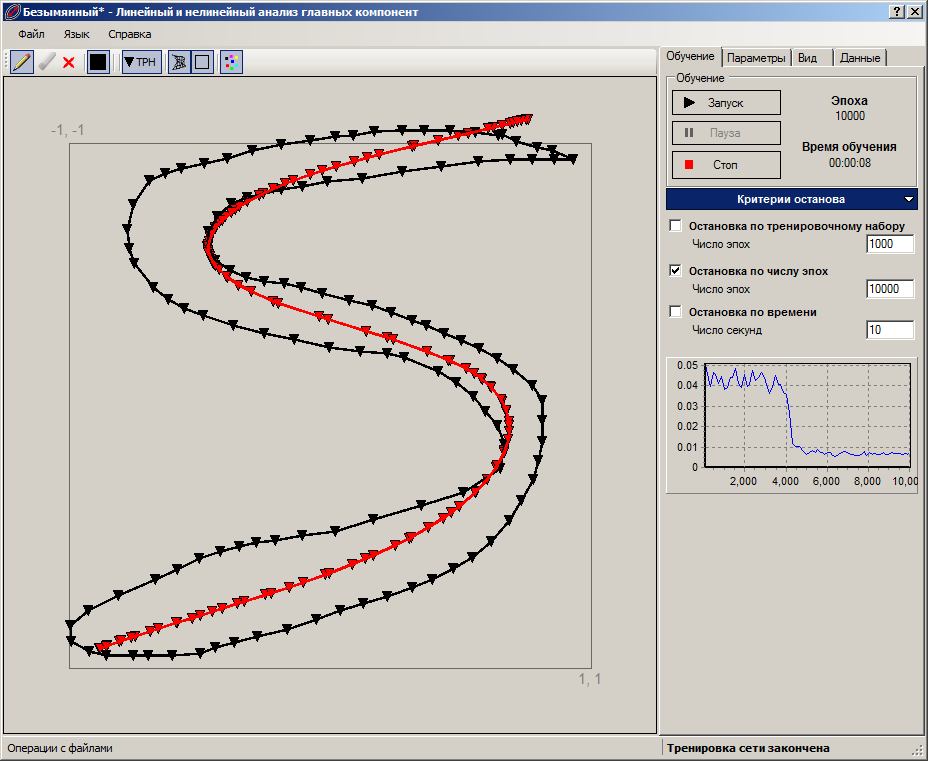 Безымянный* - Линейный и нелинейный анализ главных компонент
Файл Язык Справка
ТРН
-1, -1
1, 1
Обучение Параметры Вид Данные
Обучение
Запуск
Пауза
Стоп
Эпоха
10000
Время обучения
00:00:08
Критерии останова
Остановка по тренировочному набору
Число эпох 1000
Остановка по числу эпох
Число эпох 10000
Остановка по времени
Число секунд 10
0.05
0.04
0.03
0.02
0.01
0
2,000 4,000 6,000 8,000 10,00
Операции с файлами
Тренировка сети закончена